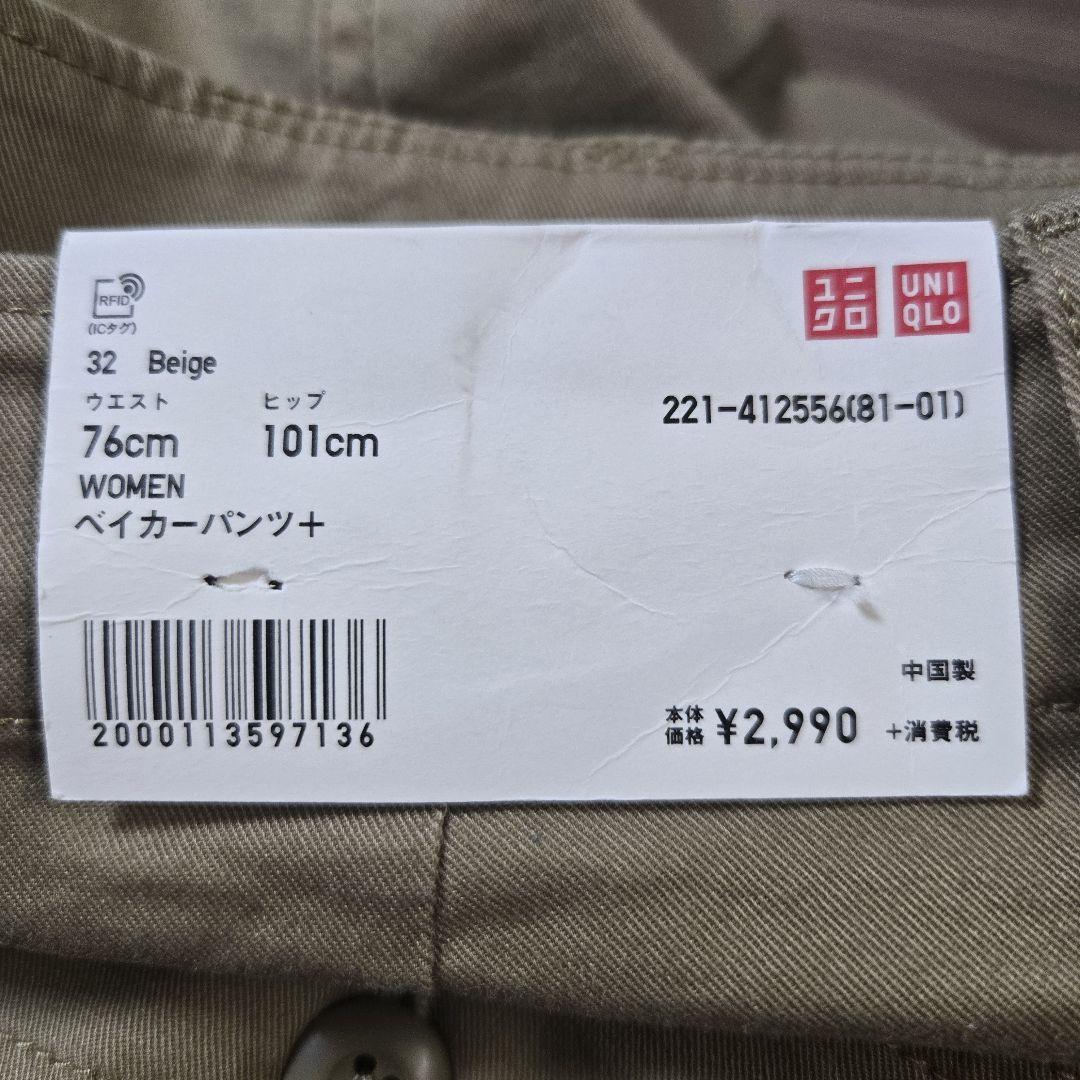 RFID
(ICタグ)
ユニ
クロ
UNI
QLO
32 Beige
ウエスト ヒップ
76cm 101cm
221-412556(81-01)
WOMEN
ベイカーパンツ+
2000113597136
中国製
本体
価格 ¥2,990 +消費税